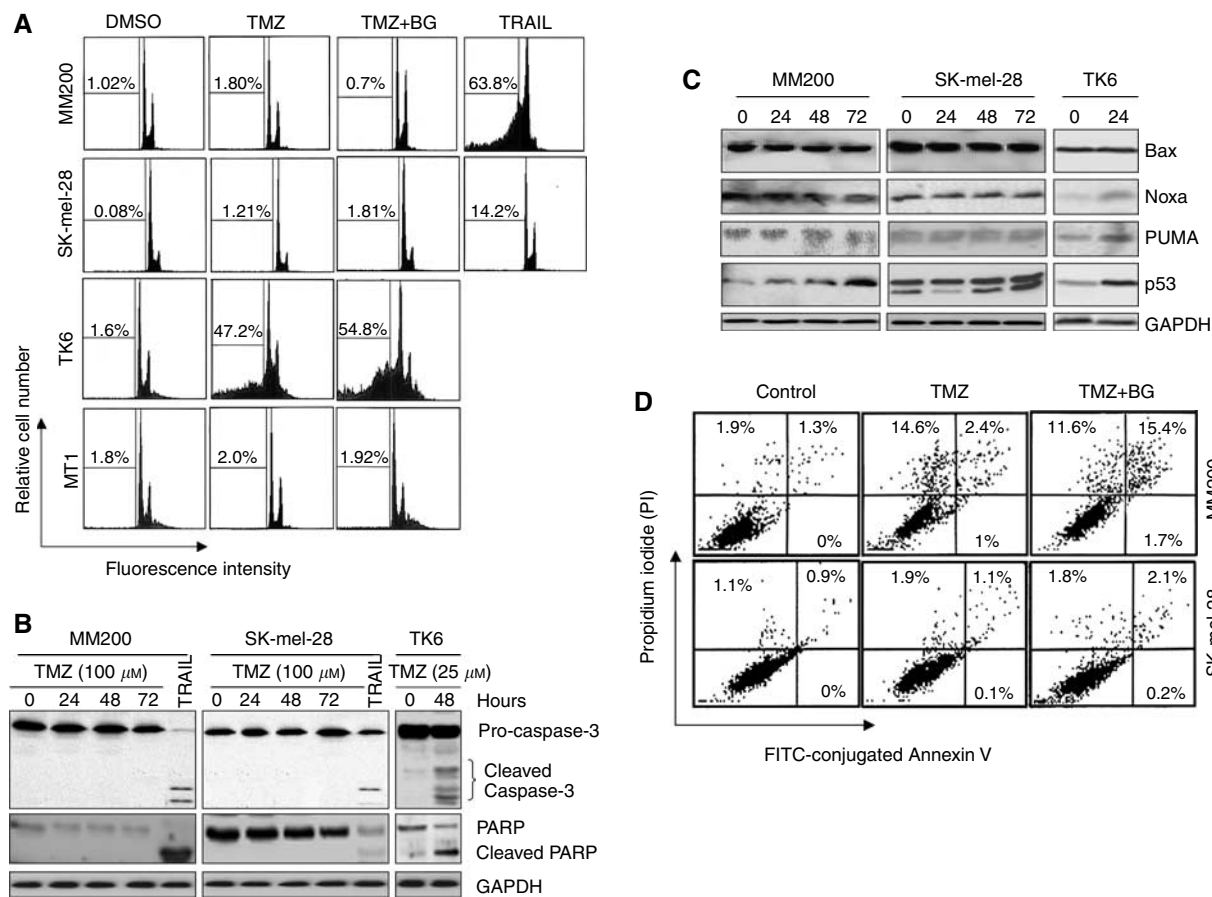 A
DMSO TMZ TMZ+BG TRAIL
MM200
1.02% 1.80% 0.7% 63.8%
SK-mel-28
0.08% 1.21% 1.81% 14.2%
TK6
1.6% 47.2% 54.8%
MT1
1.8% 2.0% 1.92%
Relative cell number
Fluorescence intensity
B
MM200 SK-mel-28 TK6
TMZ (100 μM) TRAIL TMZ (100 μM) TRAIL TMZ (25 μM)
0 24 48 72 0 24 48 72 0 48 Hours
Pro-caspase-3
Cleaved
Caspase-3
PARP
Cleaved PARP
GAPDH
C
MM200 SK-mel-28 TK6
0 24 48 72 0 24 48 72 0 24
Bax
Noxa
PUMA
p53
GAPDH
D
Control TMZ TMZ+BG
1.9% 1.3% 14.6% 2.4% 11.6% 15.4%
0% 1% 1.7%
MM200
1.1% 0.9% 1.9% 1.1% 1.8% 2.1%
0% 0.1% 0.2%
SK-mel-28
Propidium iodide (PI)
FITC-conjugated Annexin V